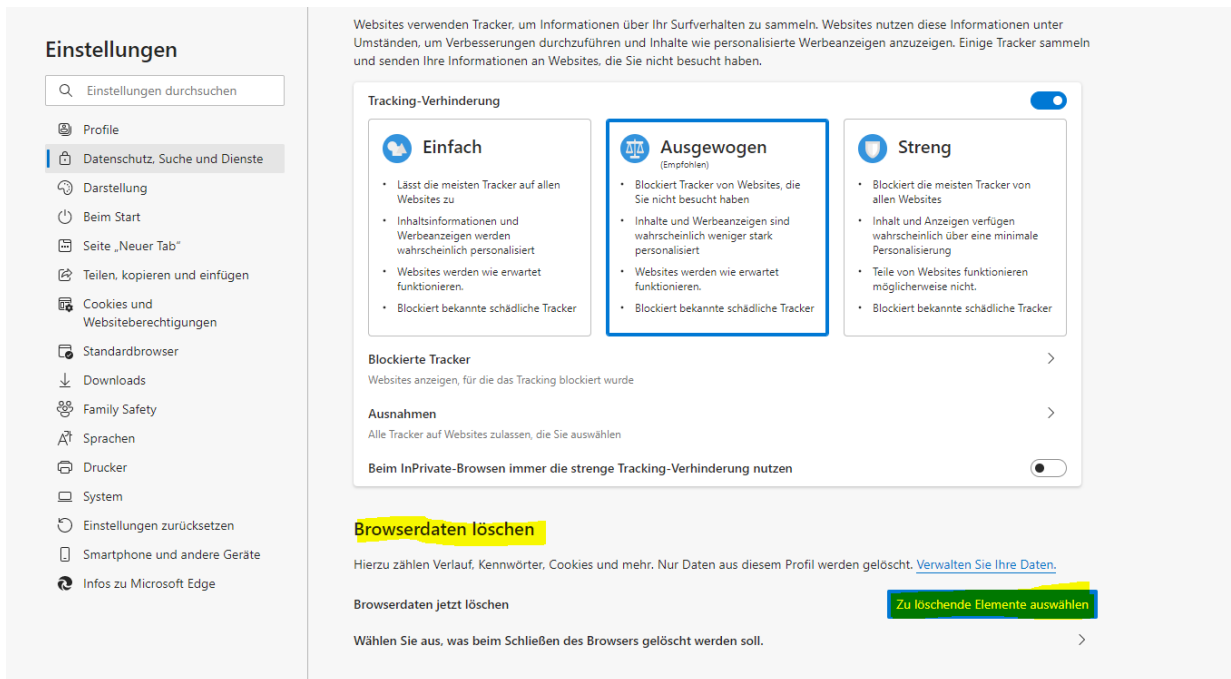 Einstellungen
Einstellungen durchsuchen
Profile
Datenschutz, Suche und Dienste
Darstellung
Beim Start
Seite „Neuer Tab“
Teilen, kopieren und einfügen
Cookies und
Websiteberechtigungen
Standardbrowser
Downloads
Family Safety
Sprachen
Drucker
System
Einstellungen zurücksetzen
Smartphone und andere Geräte
Infos zu Microsoft Edge
Websites verwenden Tracker, um Informationen über Ihr Surfverhalten zu sammeln. Websites nutzen diese Informationen unter
Umständen, um Verbesserungen durchzuführen und Inhalte wie personalisierte Werbeanzeigen anzuzeigen. Einige Tracker sammeln
und senden Ihre Informationen an Websites, die Sie nicht besucht haben.
Tracking-Verhinderung
Einfach
• Lässt die meisten Tracker auf allen
Websites zu
• Inhaltsinformationen und
Werbeanzeigen werden
wahrscheinlich personalisiert
• Websites werden wie erwartet
funktionieren.
• Blockiert bekannte schädliche Tracker
Ausgewogen
(Empfohlen)
• Blockiert Tracker von Websites, die
Sie nicht besucht haben
• Inhalte und Werbeanzeigen sind
wahrscheinlich weniger stark
personalisiert
• Websites werden wie erwartet
funktionieren.
• Blockiert bekannte schädliche Tracker
Streng
• Blockiert die meisten Tracker von
allen Websites
• Inhalt und Anzeigen verfügen
wahrscheinlich über eine minimale
Personalisierung
• Teile von Websites funktionieren
möglicherweise nicht.
• Blockiert bekannte schädliche Tracker
Blockierte Tracker
Websites anzeigen, für die das Tracking blockiert wurde
Ausnahmen
Alle Tracker auf Websites zulassen, die Sie auswählen
Beim InPrivate-Browsen immer die strenge Tracking-Verhinderung nutzen
Browserdaten löschen
Hierzu zählen Verlauf, Kennwörter, Cookies und mehr. Nur Daten aus diesem Profil werden gelöscht. Verwalten Sie Ihre Daten.
Browserdaten jetzt löschen
Zu löschende Elemente auswählen
Wählen Sie aus, was beim Schließen des Browsers gelöscht werden soll.